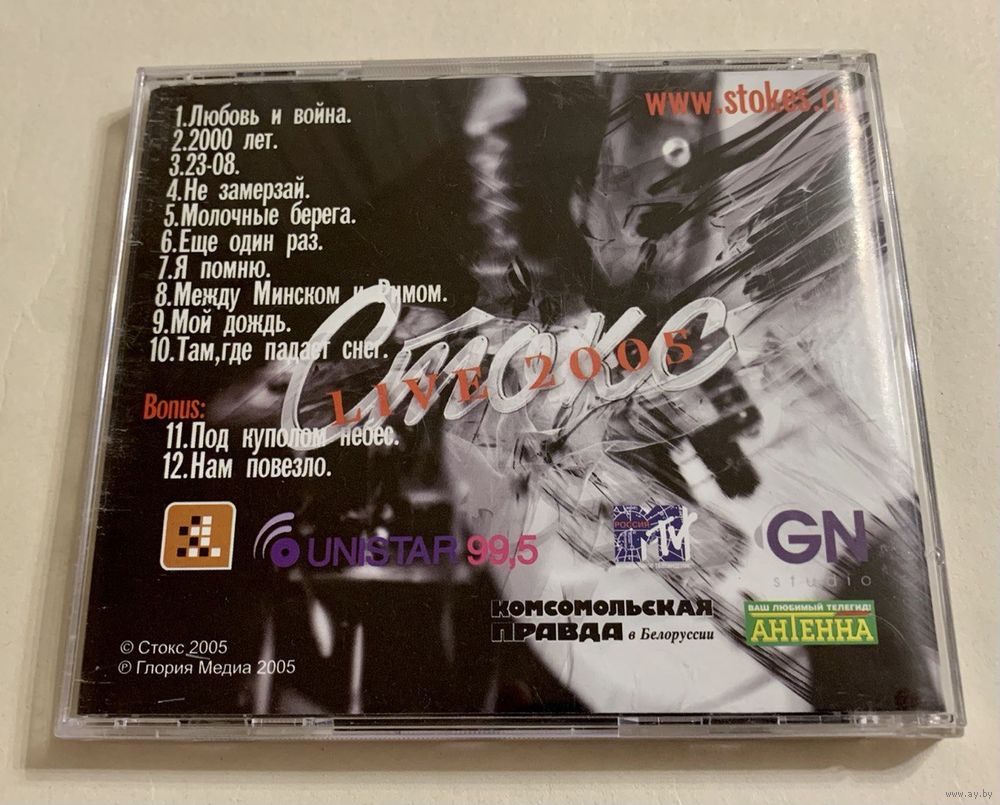 www.stokes.ru
1.Любовь и война.
2.2000 лет.
3.23-08.
4.Не замерзай.
5.Молочные берега.
6.Еще один раз.
7.Я помню.
8.Между Минском и Римом.
9.Мой дождь.
10.Там,где падает снег.
Стокс
LIVE 2005
Bonus:
11.Под куполом небес.
12.Нам повезло.
UNISTAR 99,5
РОССИЯ
MTV
GN
studio
КОМСОМОЛЬСКАЯ
ПРАВДА в Белоруссии
ВАШ ЛЮБИМЫЙ ТЕЛЕГИД!
АНТЕННА
© Стокс 2005
℗ Глория Медиа 2005
www.ay.by